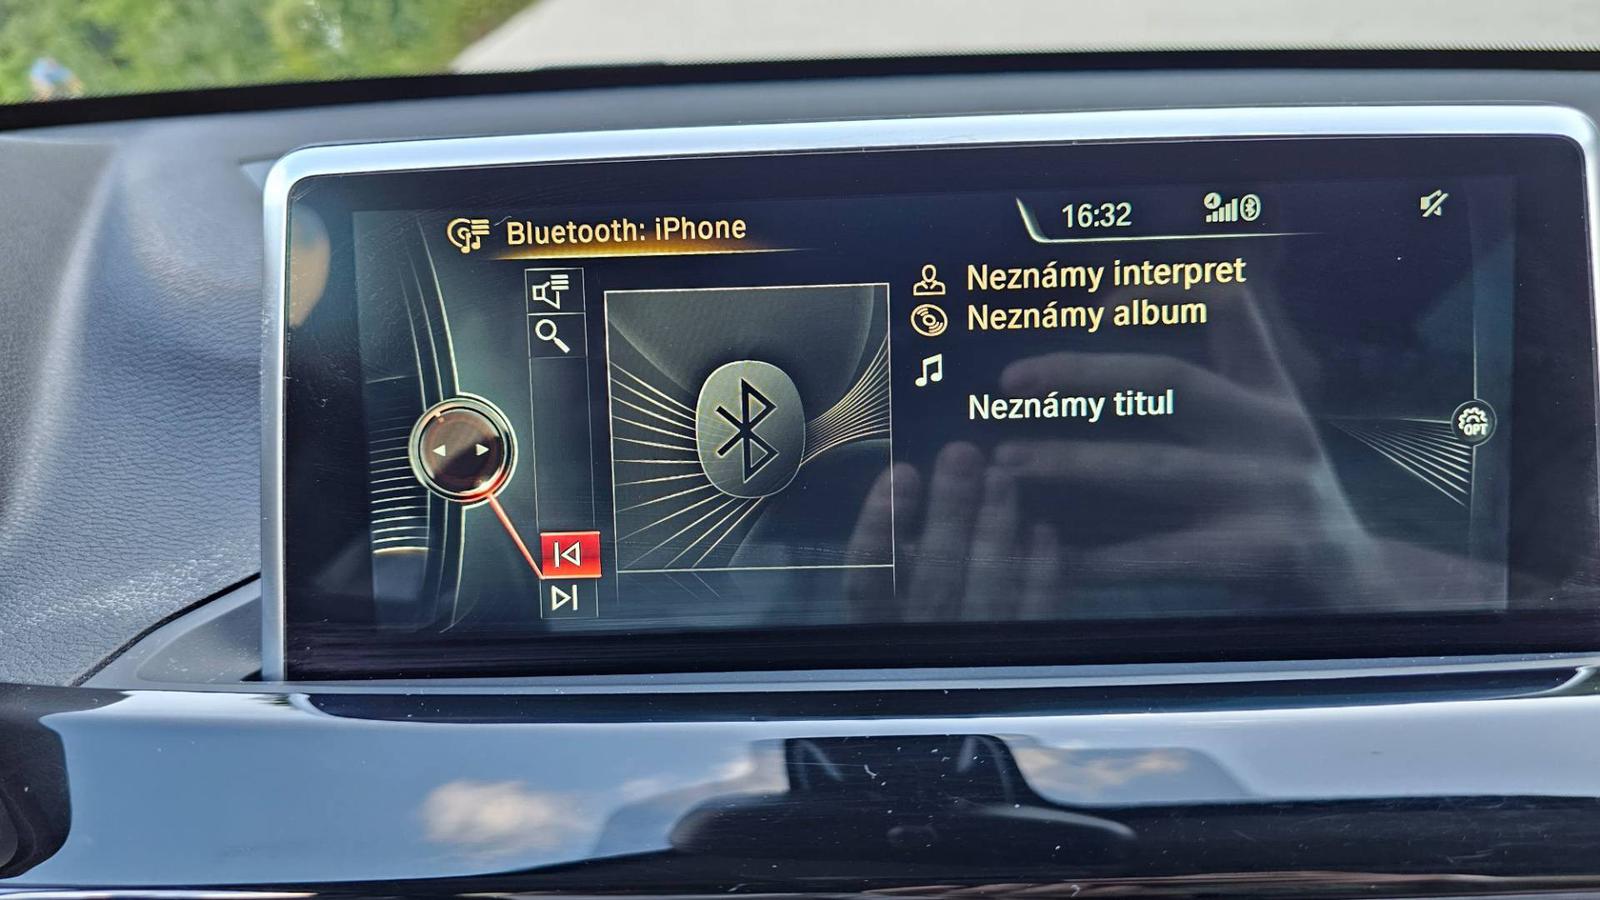 Bluetooth: iPhone
16:32
Neznámy interpret
Neznámy album
Neznámy titul
OPT